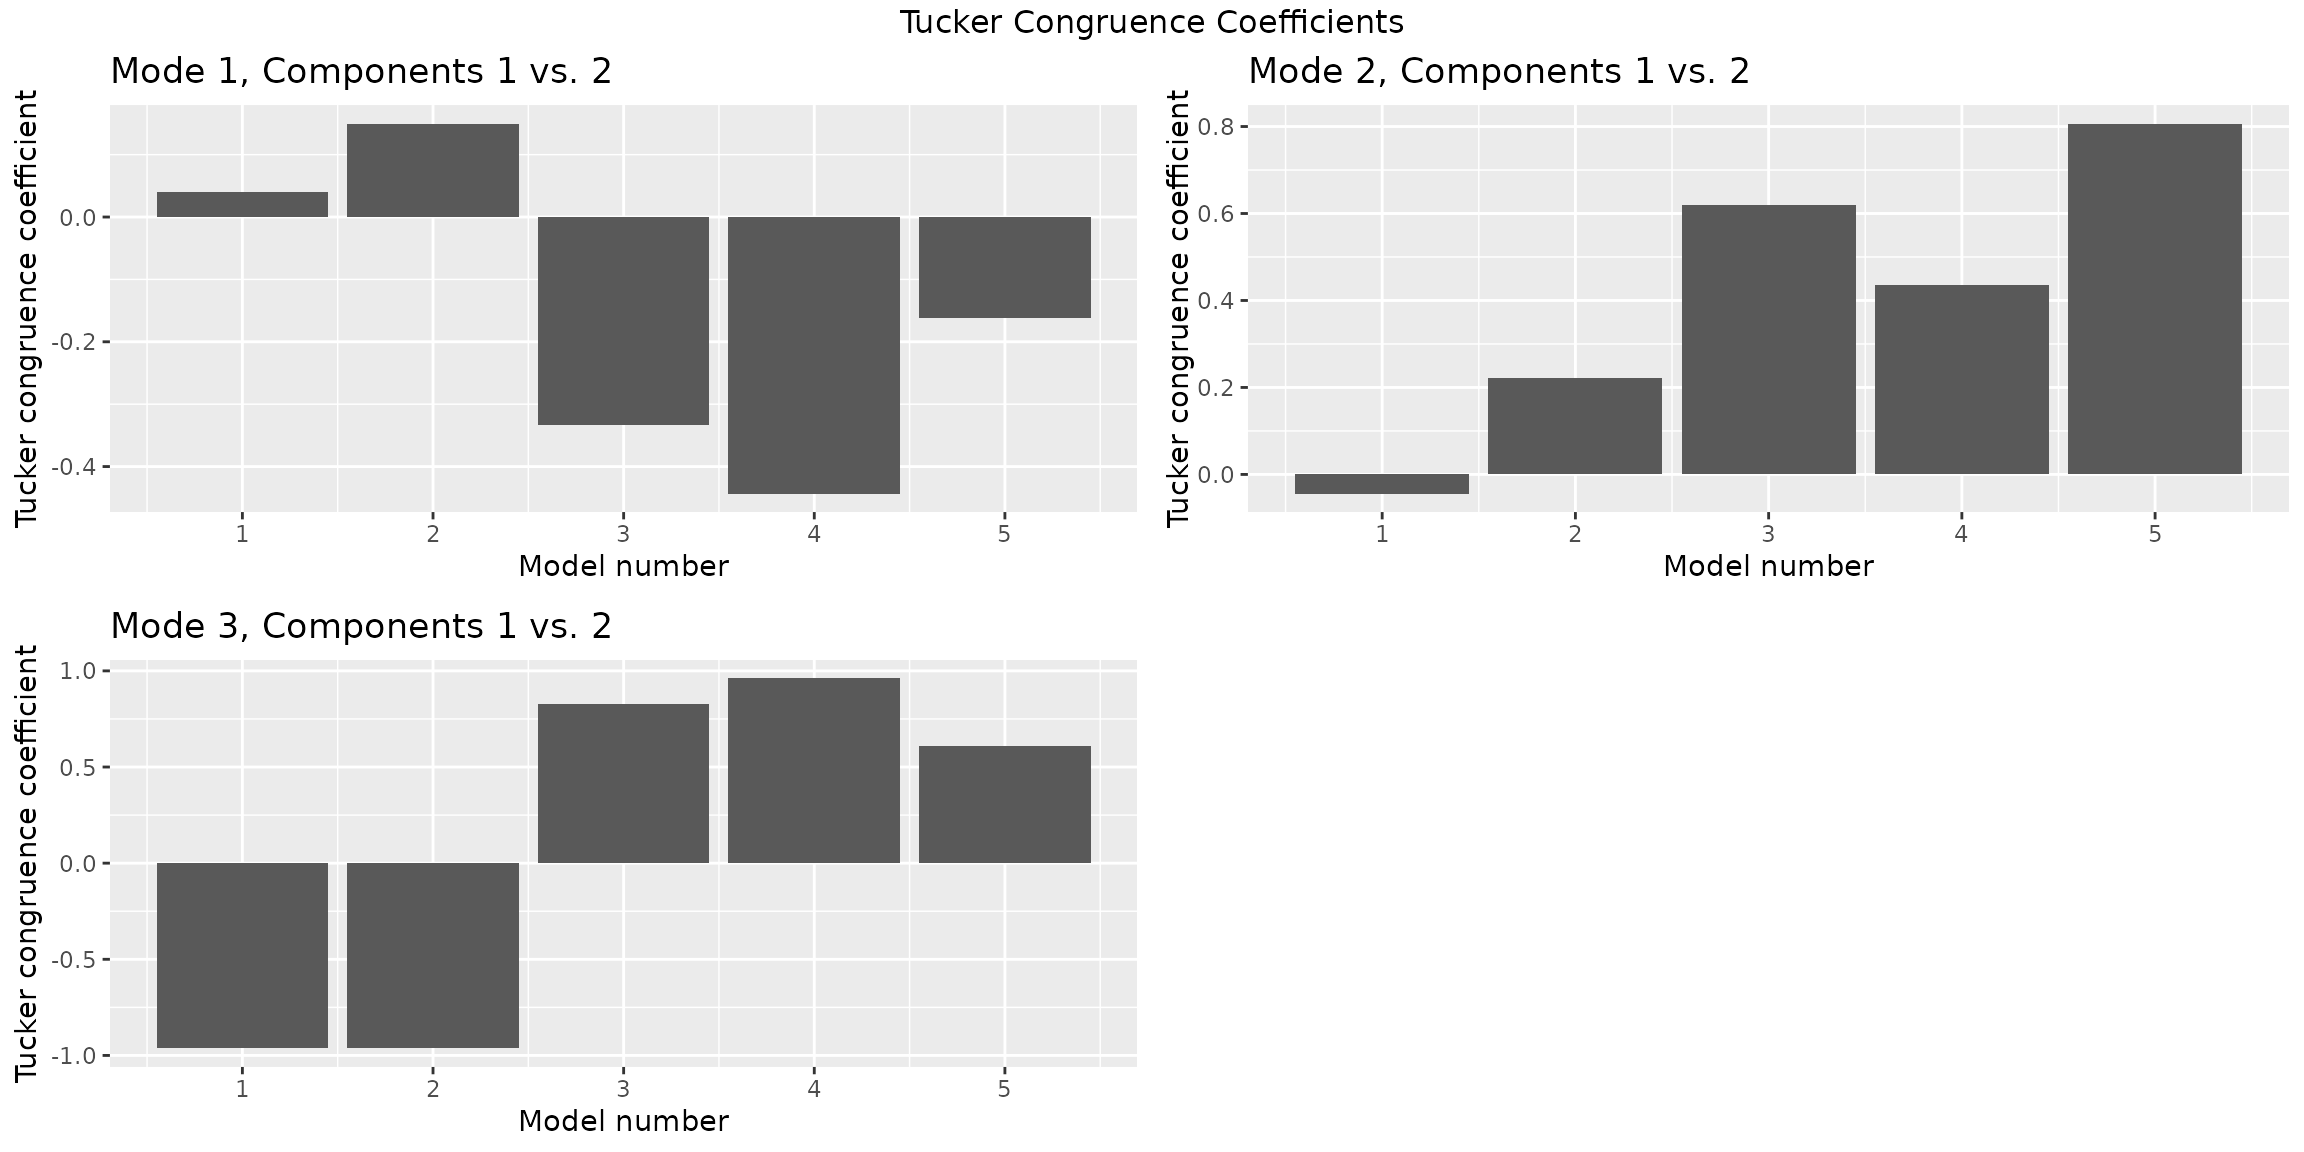 Tucker Congruence Coefficients
Mode 1, Components 1 vs. 2
Tucker congruence coefficient
0.0
-0.2
-0.4
1 2 3 4 5
Model number
Mode 2, Components 1 vs. 2
Tucker congruence coefficient
0.8
0.6
0.4
0.2
0.0
1 2 3 4 5
Model number
Mode 3, Components 1 vs. 2
Tucker congruence coefficient
1.0
0.5
0.0
-0.5
-1.0
1 2 3 4 5
Model number